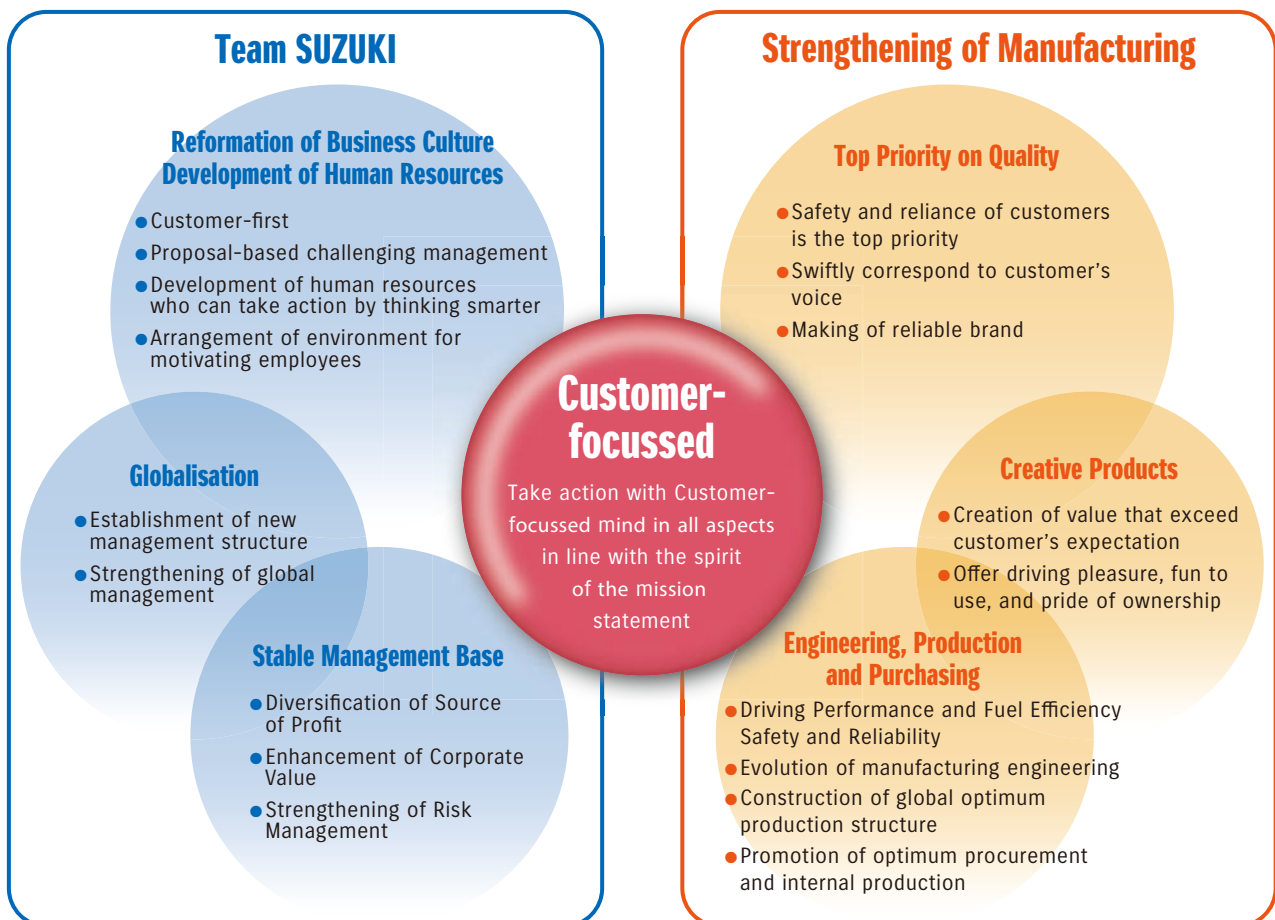 Team SUZUKI
Reformation of Business Culture
Development of Human Resources
●Customer-first
●Proposal-based challenging management
●Development of human resources
who can take action by thinking smarter
●Arrangement of environment for
motivating employees
Globalisation
●Establishment of new
management structure
●Strengthening of global
management
Stable Management Base
●Diversification of Source
of Profit
●Enhancement of Corporate
Value
●Strengthening of Risk
Management
Customer-
focussed
Take action with Customer-
focussed mind in all aspects
in line with the spirit
of the mission
statement
Strengthening of Manufacturing
Top Priority on Quality
●Safety and reliance of customers
is the top priority
●Swiftly correspond to customer's
voice
●Making of reliable brand
Creative Products
●Creation of value that exceed
customer's expectation
●Offer driving pleasure, fun to
use, and pride of ownership
Engineering, Production
and Purchasing
●Driving Performance and Fuel Efficiency
Safety and Reliability
●Evolution of manufacturing engineering
●Construction of global optimum
production structure
●Promotion of optimum procurement
and internal production